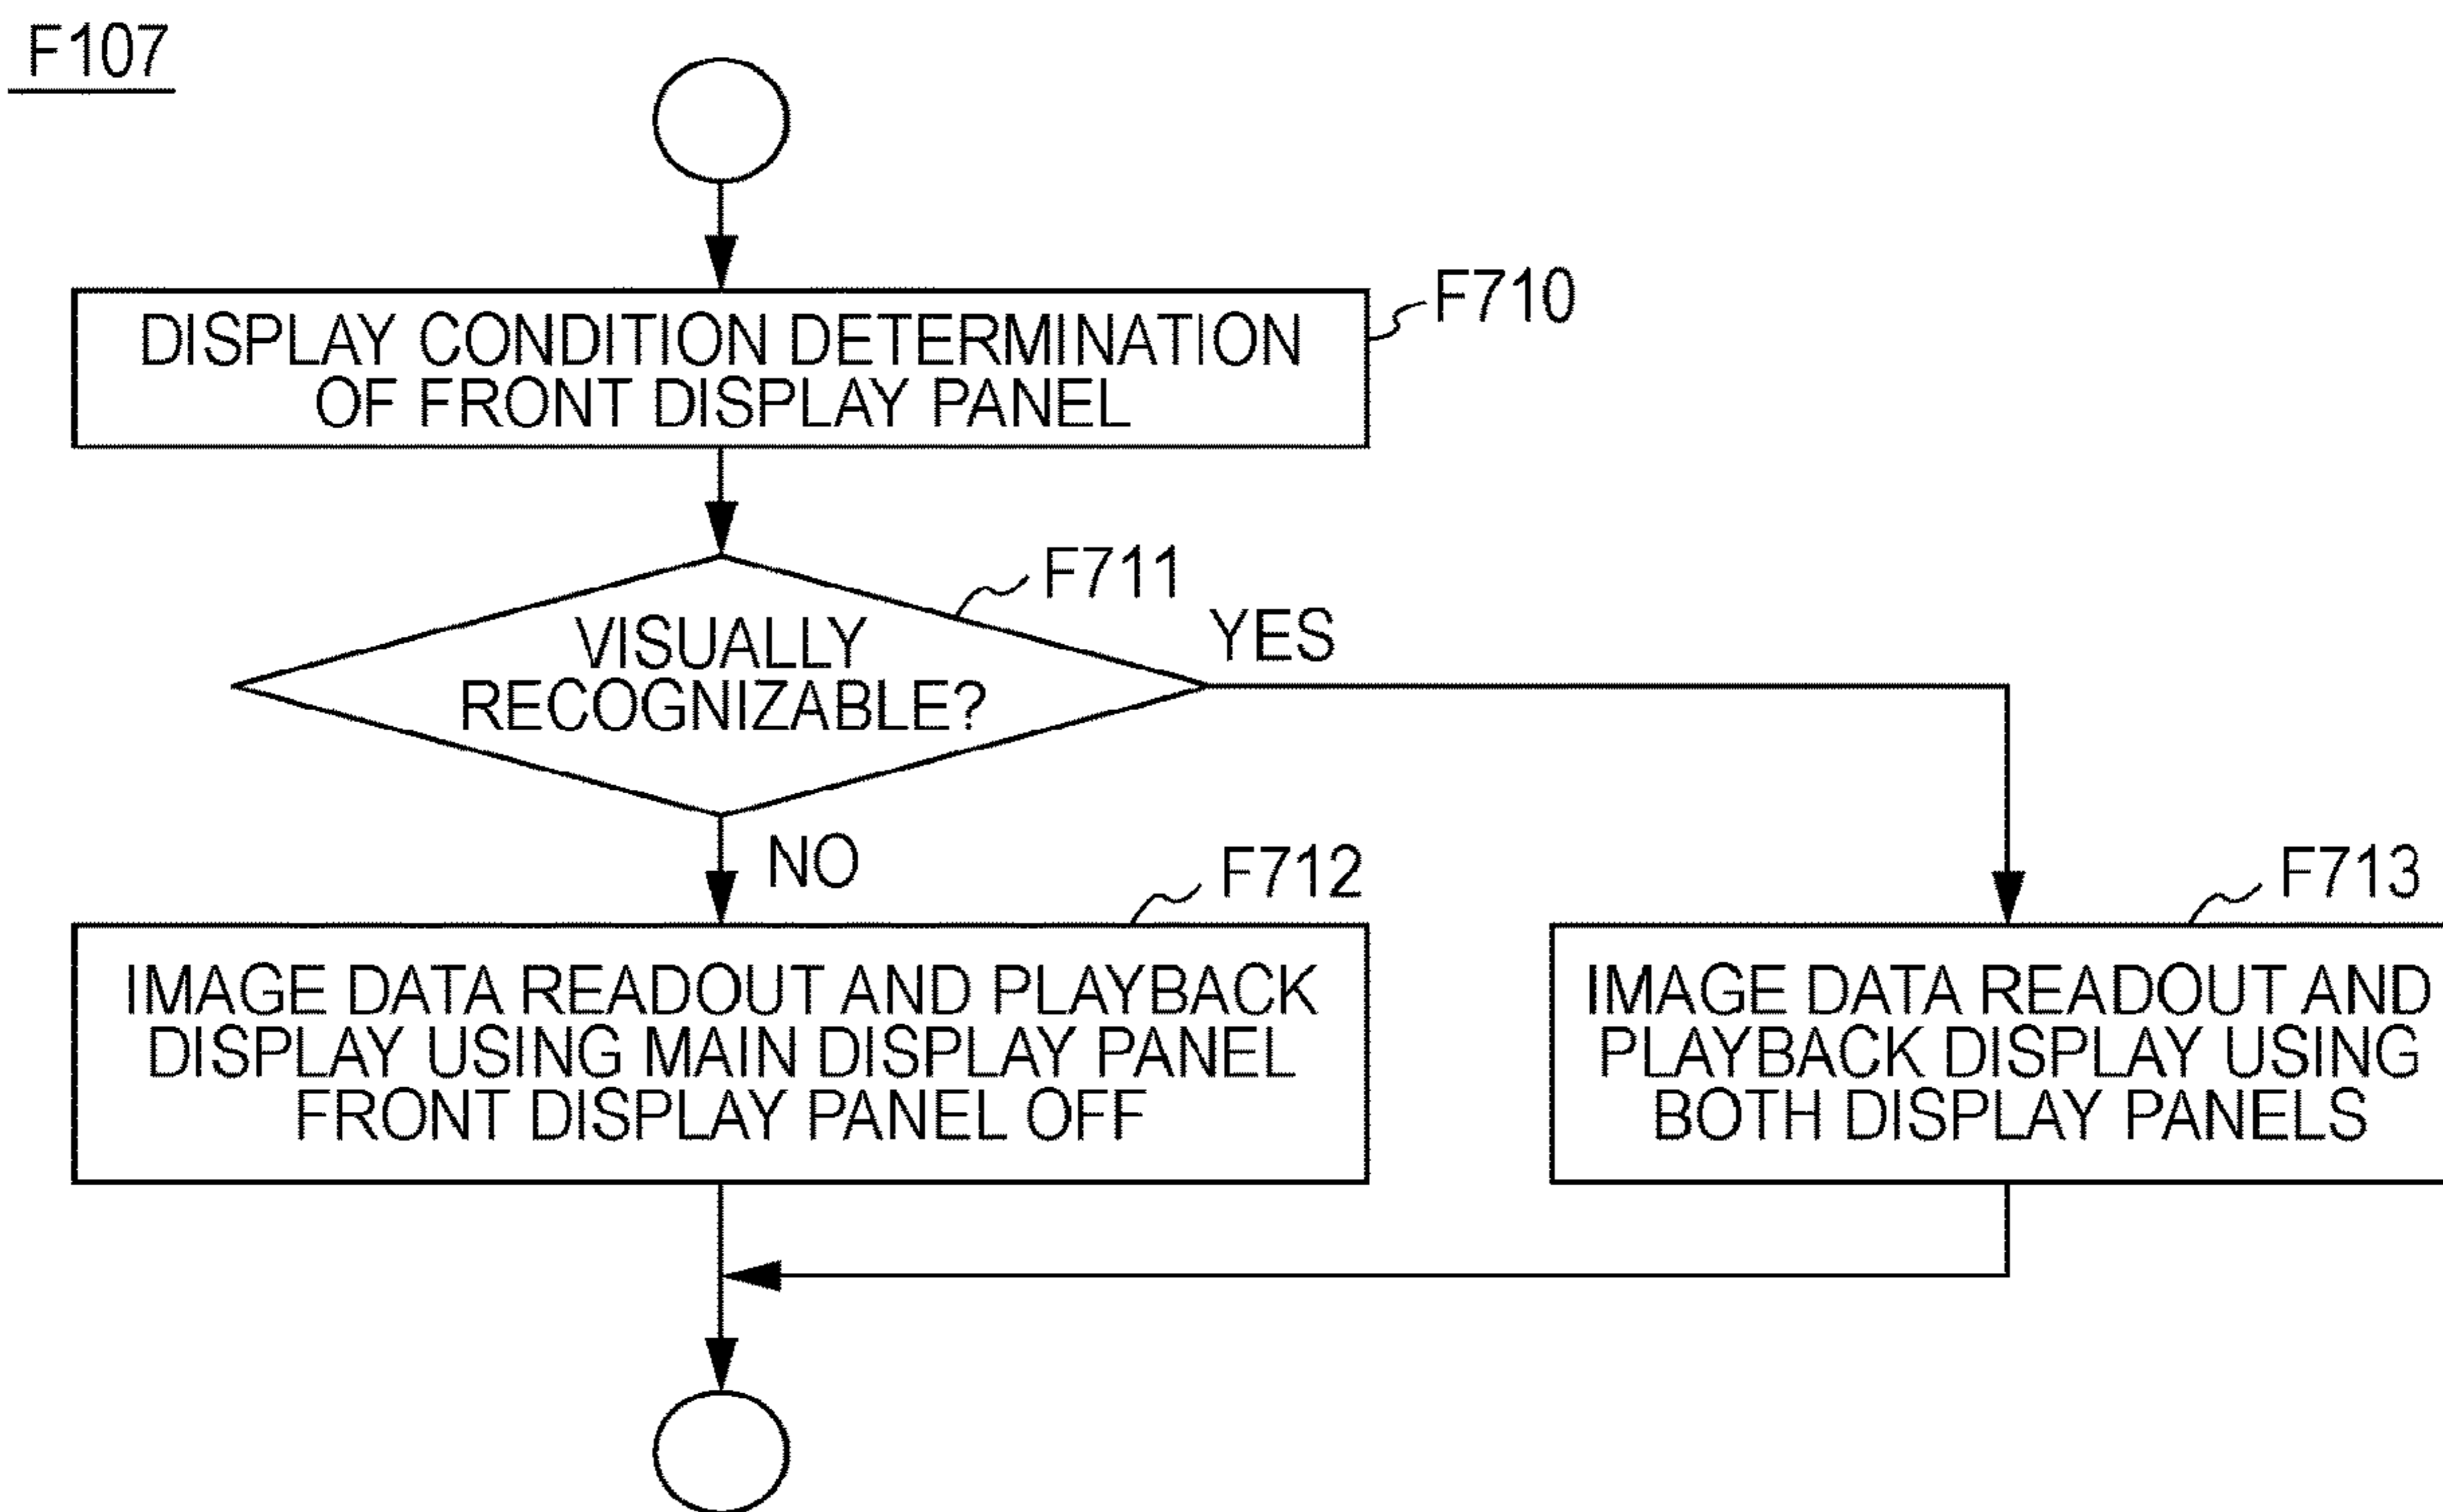 F107
DISPLAY CONDITION DETERMINATION
OF FRONT DISPLAY PANEL
F710
VISUALLY
RECOGNIZABLE?
F711
YES
NO
F712
IMAGE DATA READOUT AND PLAYBACK
DISPLAY USING MAIN DISPLAY PANEL
FRONT DISPLAY PANEL OFF
F713
IMAGE DATA READOUT AND
PLAYBACK DISPLAY USING
BOTH DISPLAY PANELS